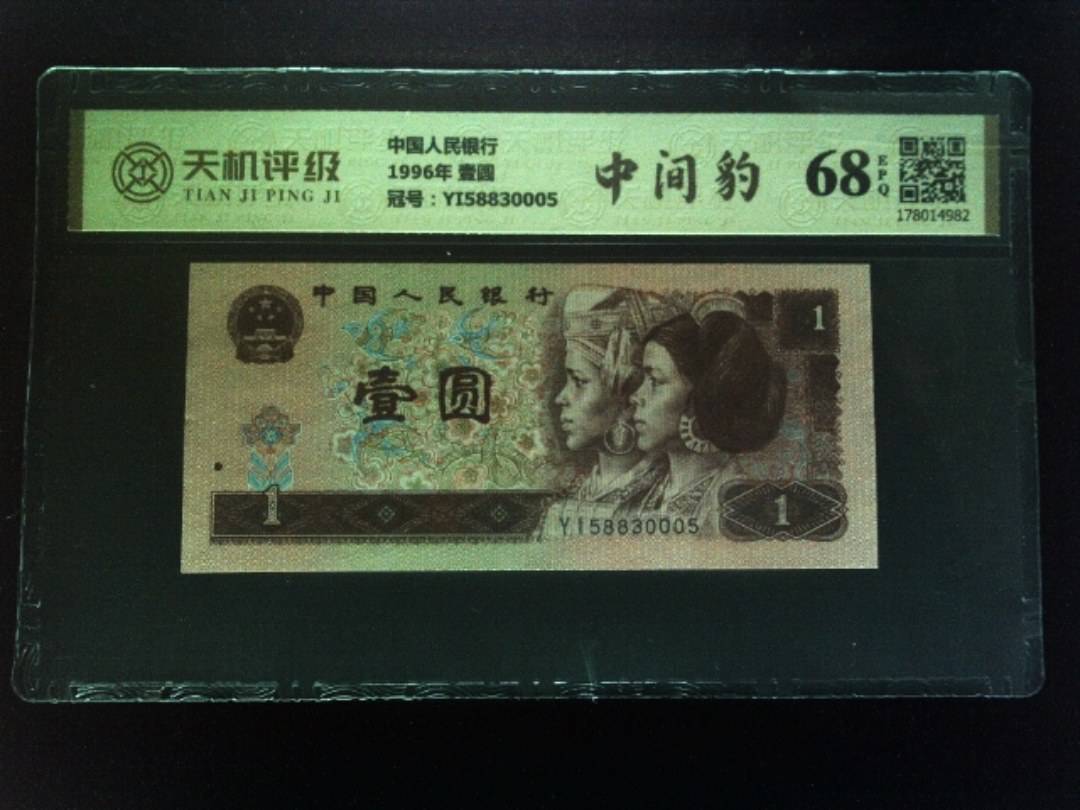 天机评级
TIAN JI PING JI
中国人民银行
1996年 壹圆
冠号：YI58830005
中间豹
68
EPQ
178014982
中国人民银行
1
壹圆
1
YI58830005
1